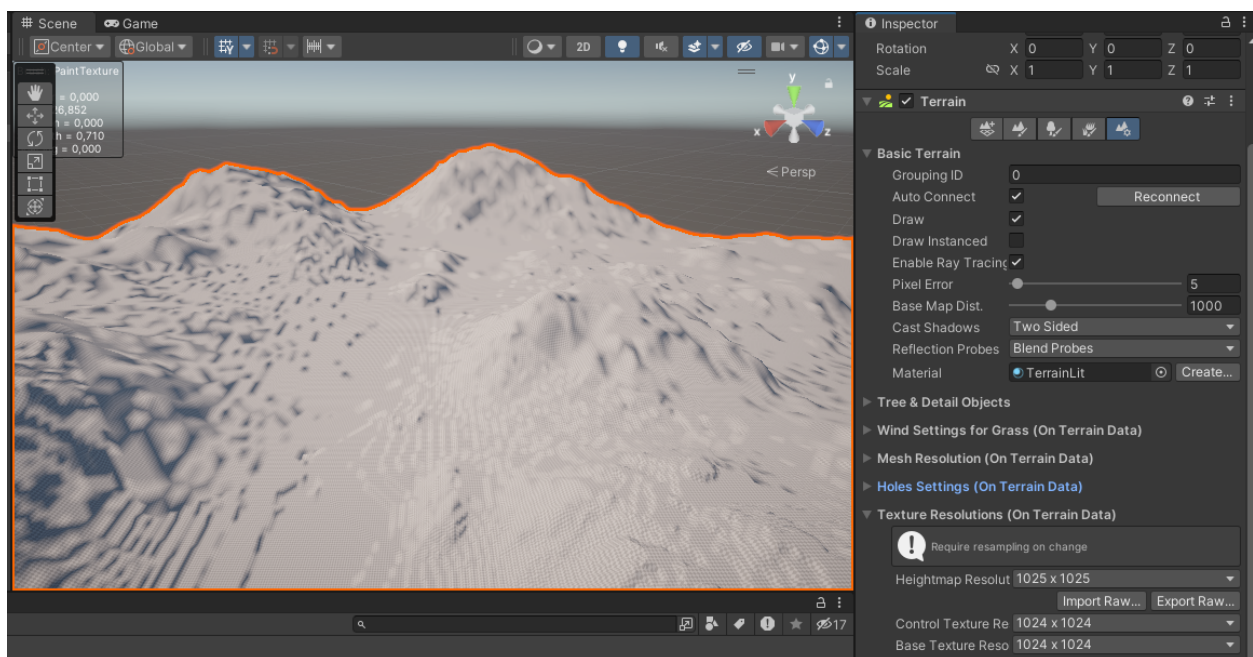 Scene Game
Center Global 2D
PaintTexture
= 0,000
26,852
h = 0,000
h = 0,710
g = 0,000
y
x z
Persp
17
Inspector
Rotation X 0 Y 0 Z 0
Scale X 1 Y 1 Z 1
Terrain
Basic Terrain
Grouping ID 0
Auto Connect Reconnect
Draw
Draw Instanced
Enable Ray Tracing
Pixel Error 5
Base Map Dist. 1000
Cast Shadows Two Sided
Reflection Probes Blend Probes
Material TerrainLit Create...
Tree & Detail Objects
Wind Settings for Grass (On Terrain Data)
Mesh Resolution (On Terrain Data)
Holes Settings (On Terrain Data)
Texture Resolutions (On Terrain Data)
Require resampling on change
Heightmap Resolut 1025 x 1025
Import Raw... Export Raw...
Control Texture Re 1024 x 1024
Base Texture Reso 1024 x 1024